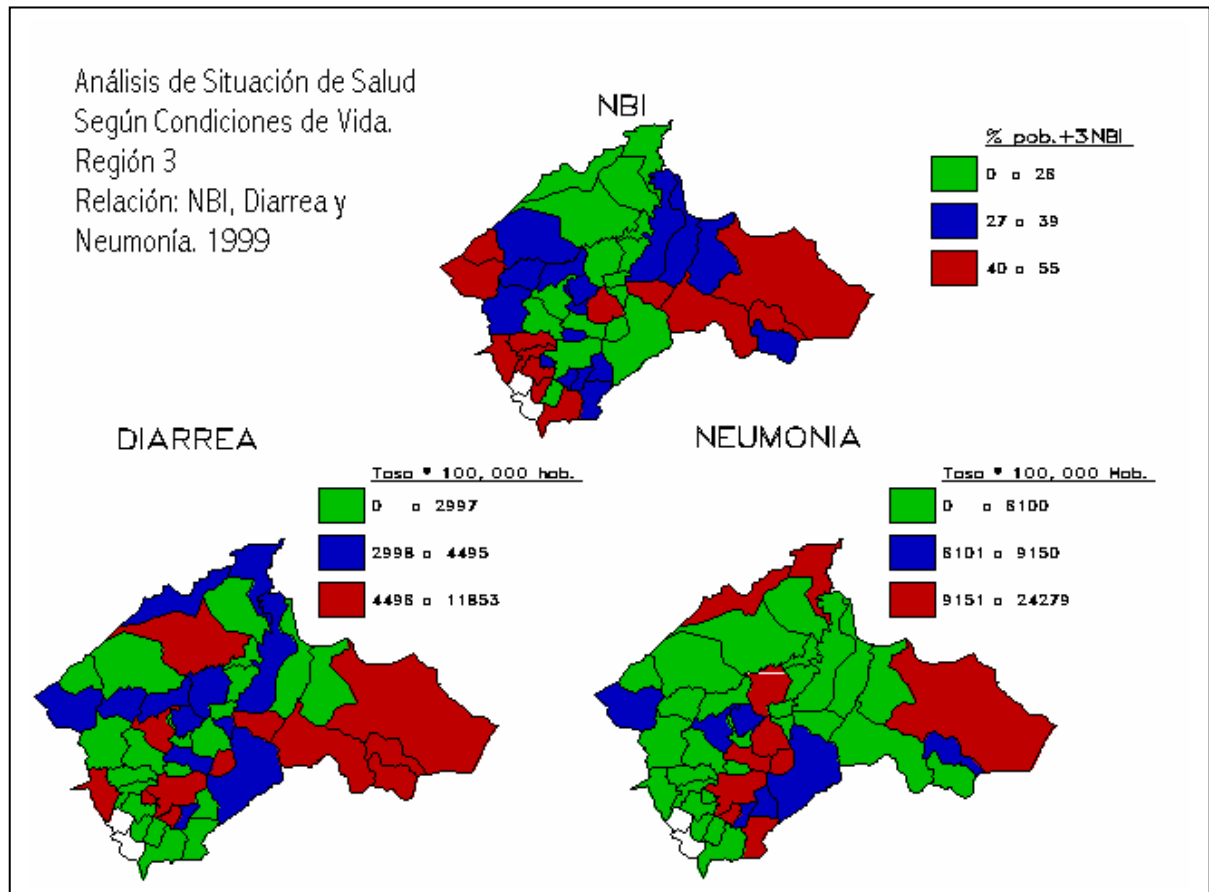 Análisis de Situación de Salud
Según Condiciones de Vida.
Región 3
Relación: NBI, Diarrea y
Neumonía. 1999
NBI
% pob.+3NBI
0 a 26
27 a 39
40 a 55
DIARREA
Tasa * 100,000 hab.
0 a 2997
2998 a 4495
4496 a 11853
NEUMONIA
Tasa * 100,000 Hab.
0 a 6100
6101 a 9150
9151 a 24279